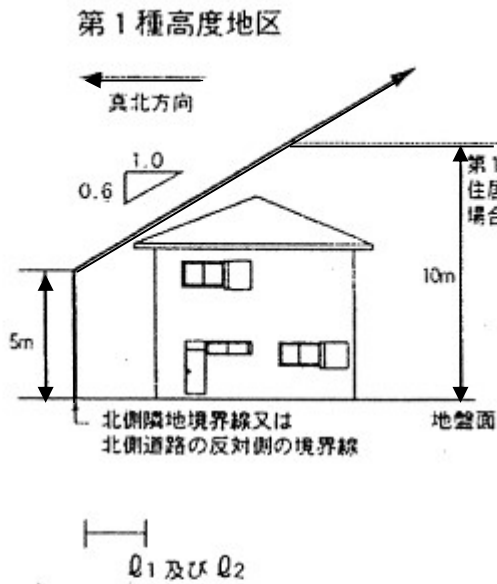 第1種高度地区
真北方向
1.0
0.6
第1
住居
場合
10m
5m
北側隣地境界線又は
北側道路の反対側の境界線
地盤面
ℓ1 及び ℓ2